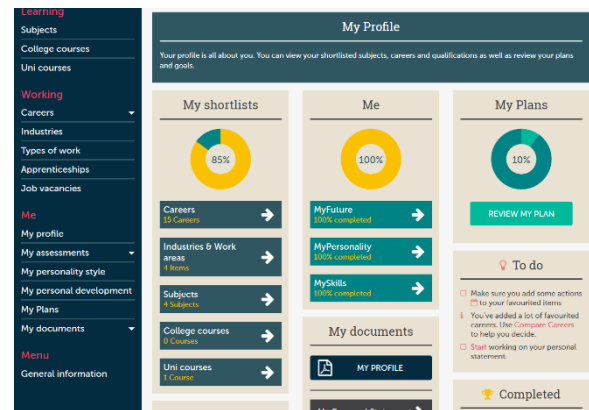 Learning
Subjects
College courses
Uni courses
Working
Careers
Industries
Types of work
Apprenticeships
Job vacancies
Me
My profile
My assessments
My personality style
My personal development
My Plans
My documents
Menu
General information
My Profile
Your profile is all about you. You can view your shortlisted subjects, careers and qualifications as well as review your plans
and goals.
My shortlists
85%
Careers
15 Careers
Industries & Work
areas
4 Items
Subjects
4 Subjects
College courses
0 Courses
Uni courses
1 Course
Me
100%
MyFuture
100% completed
MyPersonality
100% completed
MySkills
100% completed
My documents
MY PROFILE
My Plans
10%
REVIEW MY PLAN
To do
Make sure you add some actions
to your favourited items
You've added a lot of favourited
careers. Use Compare Careers
to help you decide.
Start working on your personal
statement.
Completed